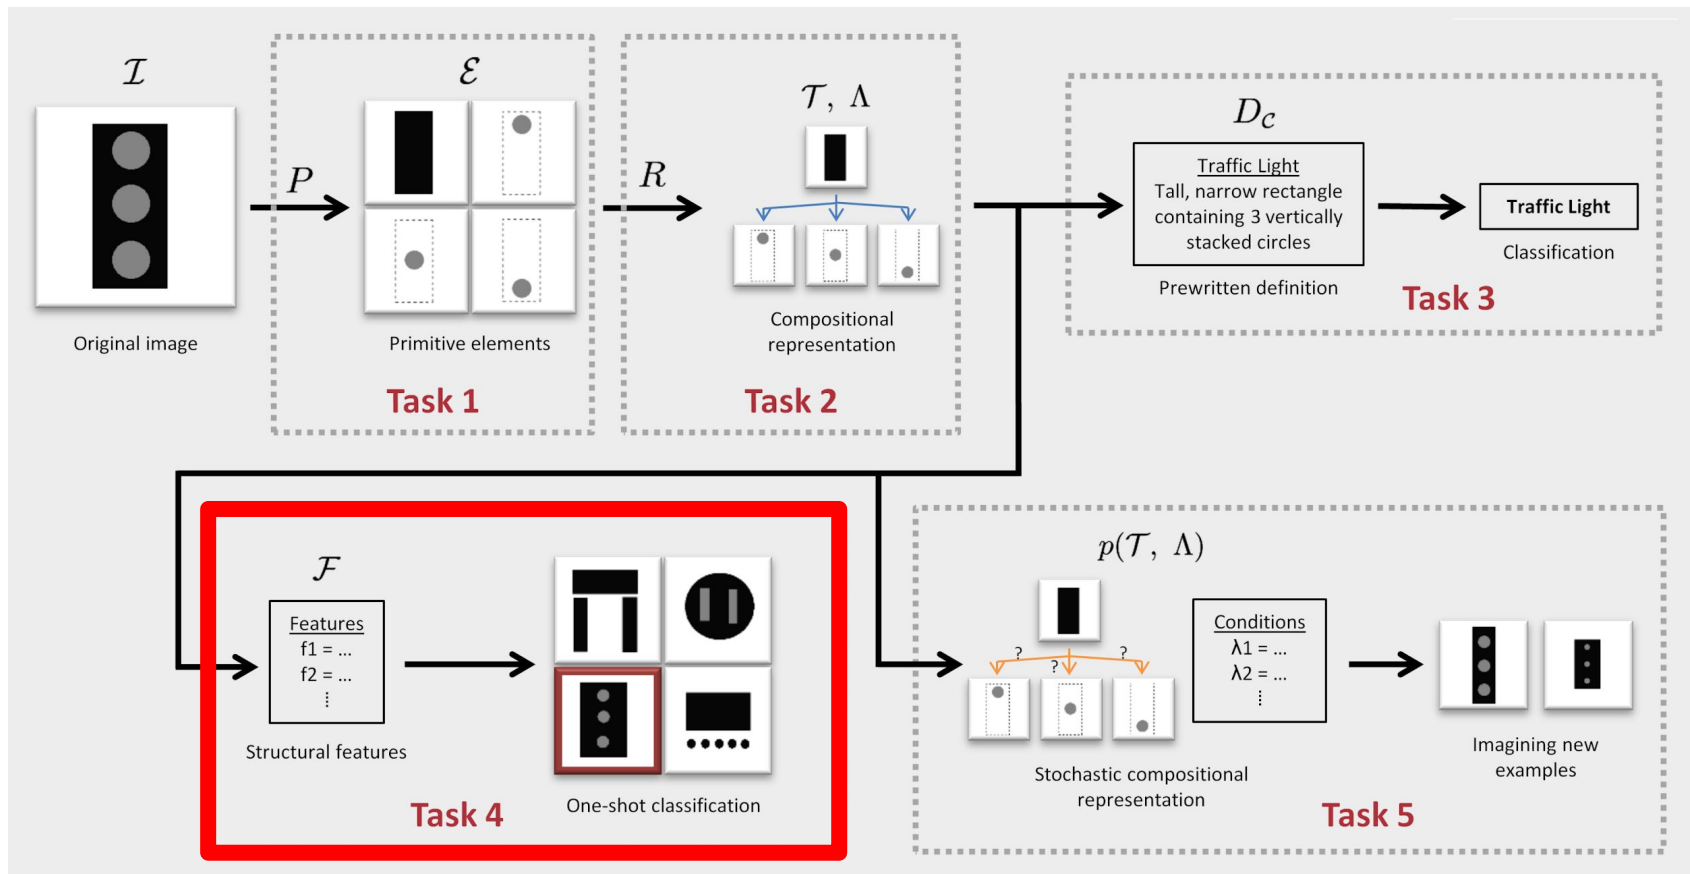 ℐ
Original image
P
ℰ
Primitive elements
Task 1
R
𝒯, Λ
Compositional
representation
Task 2
D𝒸
Traffic Light
Tall, narrow rectangle
containing 3 vertically
stacked circles
Prewritten definition
Traffic Light
Classification
Task 3
ℱ
Features
f1 = ...
f2 = ...
⋮
Structural features
One-shot classification
Task 4
p(𝒯, Λ)
? ? ?
Stochastic compositional
representation
Conditions
λ1 = ...
λ2 = ...
⋮
Imagining new
examples
Task 5